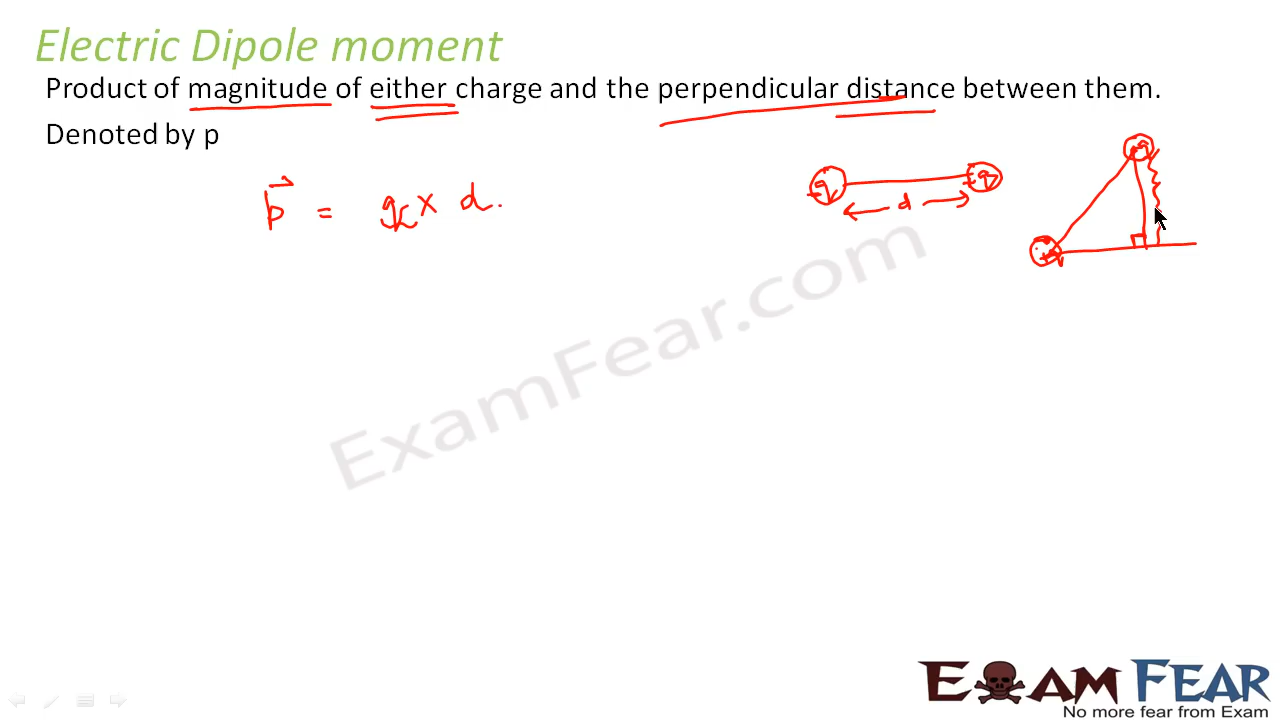 Electric Dipole moment
Product of magnitude of either charge and the perpendicular distance between them.
Denoted by p
p = q × d.
-q q
d
ExamFear.com
EXAM FEAR
No more fear from Exam